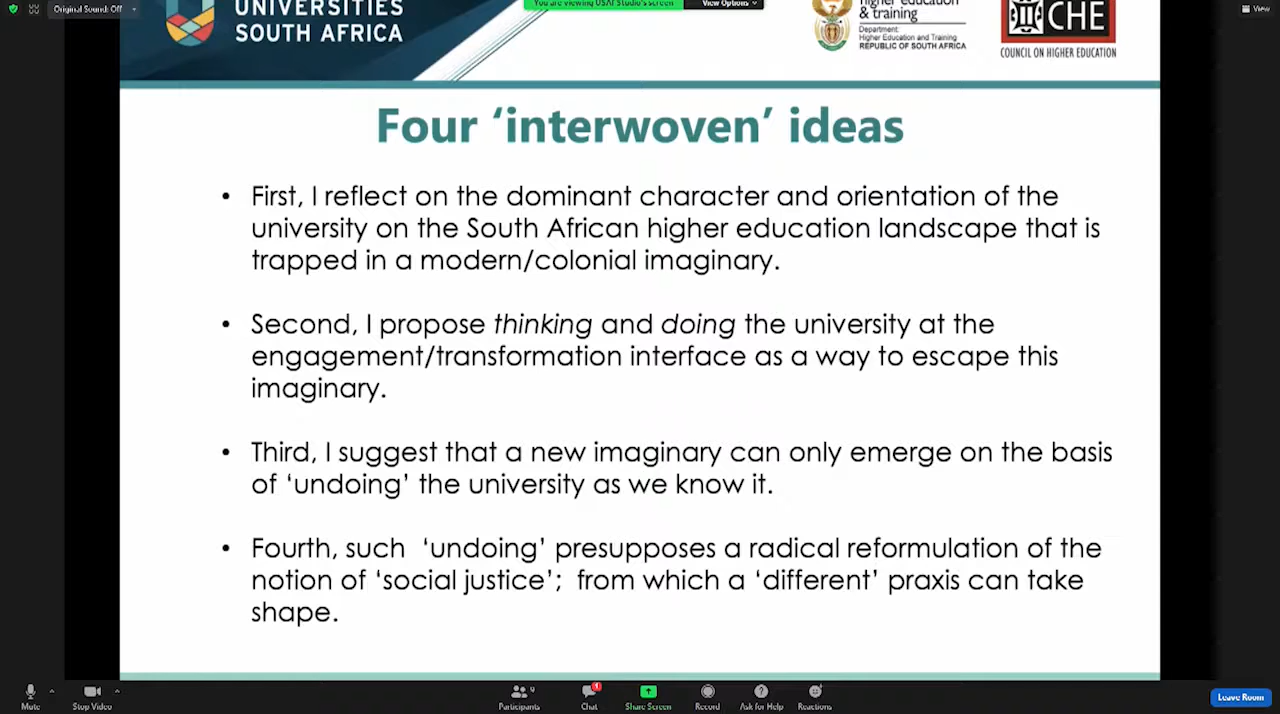 Original Sound: Off
You are viewing USAf Studio's screen
View Options
View
UNIVERSITIES
SOUTH AFRICA
higher education
& training
Department:
Higher Education and Training
REPUBLIC OF SOUTH AFRICA
CHE
COUNCIL ON HIGHER EDUCATION
Four ‘interwoven’ ideas
• First, I reflect on the dominant character and orientation of the
university on the South African higher education landscape that is
trapped in a modern/colonial imaginary.
• Second, I propose thinking and doing the university at the
engagement/transformation interface as a way to escape this
imaginary.
• Third, I suggest that a new imaginary can only emerge on the basis
of ‘undoing’ the university as we know it.
• Fourth, such ‘undoing’ presupposes a radical reformulation of the
notion of ‘social justice’; from which a ‘different’ praxis can take
shape.
Mute
Stop Video
9
Participants
1
Chat
Share Screen
Record
Ask for Help
Reactions
Leave Room